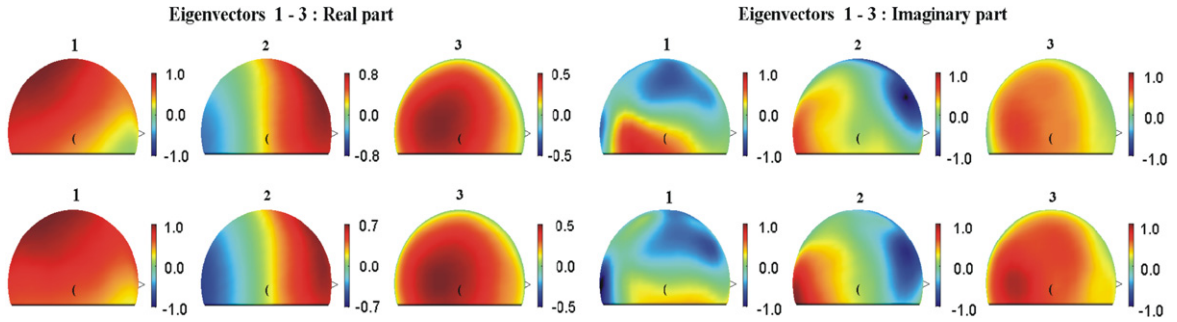 Eigenvectors 1 - 3 : Real part
Eigenvectors 1 - 3 : Imaginary part
1 2 3 1 2 3
1.0 0.8 0.5 1.0 1.0 1.0
0.0 0.0 0.0 0.0 0.0 0.0
-1.0 -0.8 -0.5 -1.0 -1.0 -1.0
1 2 3 1 2 3
1.0 0.7 0.5 1.0 1.0 1.0
0.0 0.0 0.0 0.0 0.0 0.0
-1.0 -0.7 -0.5 -1.0 -1.0 -1.0